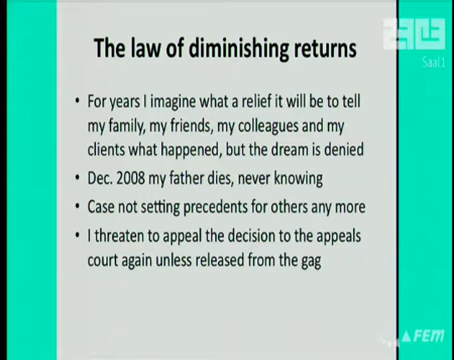 The law of diminishing returns
• For years I imagine what a relief it will be to tell
my family, my friends, my colleagues and my
clients what happened, but the dream is denied
• Dec. 2008 my father dies, never knowing
• Case not setting precedents for others any more
• I threaten to appeal the decision to the appeals
court again unless released from the gag
Saal1
FEM